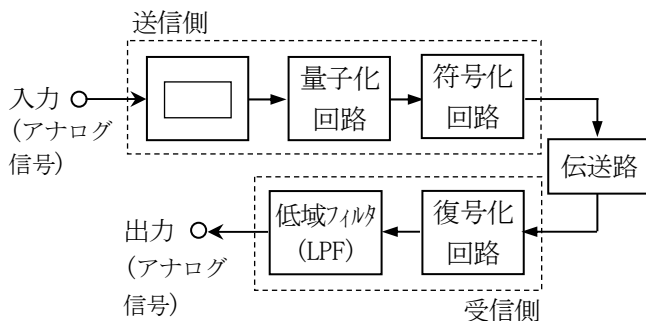 送信側
入力
(アナログ
信号)
量子化
回路
符号化
回路
伝送路
復号化
回路
低域フィルタ
(LPF)
出力
(アナログ
信号)
受信側